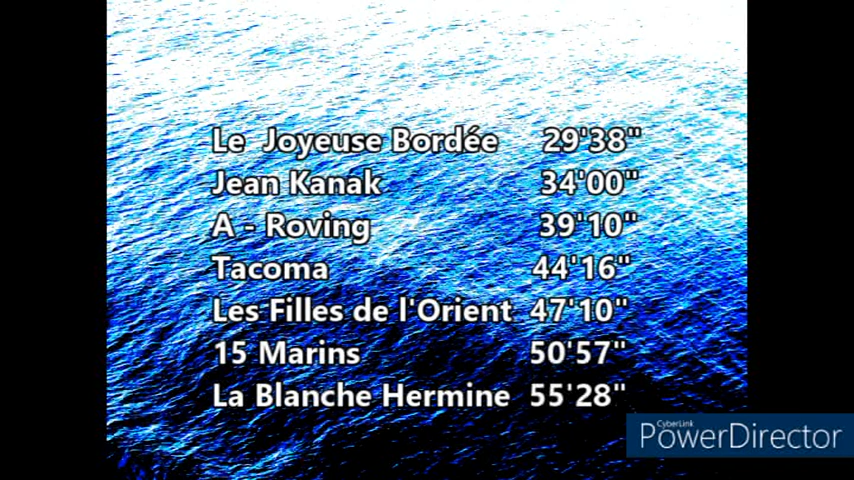 Le Joyeuse Bordée 29'38"
Jean Kanak 34'00"
A - Roving 39'10"
Tacoma 44'16"
Les Filles de l'Orient 47'10"
15 Marins 50'57"
La Blanche Hermine 55'28"
CyberLink
PowerDirector